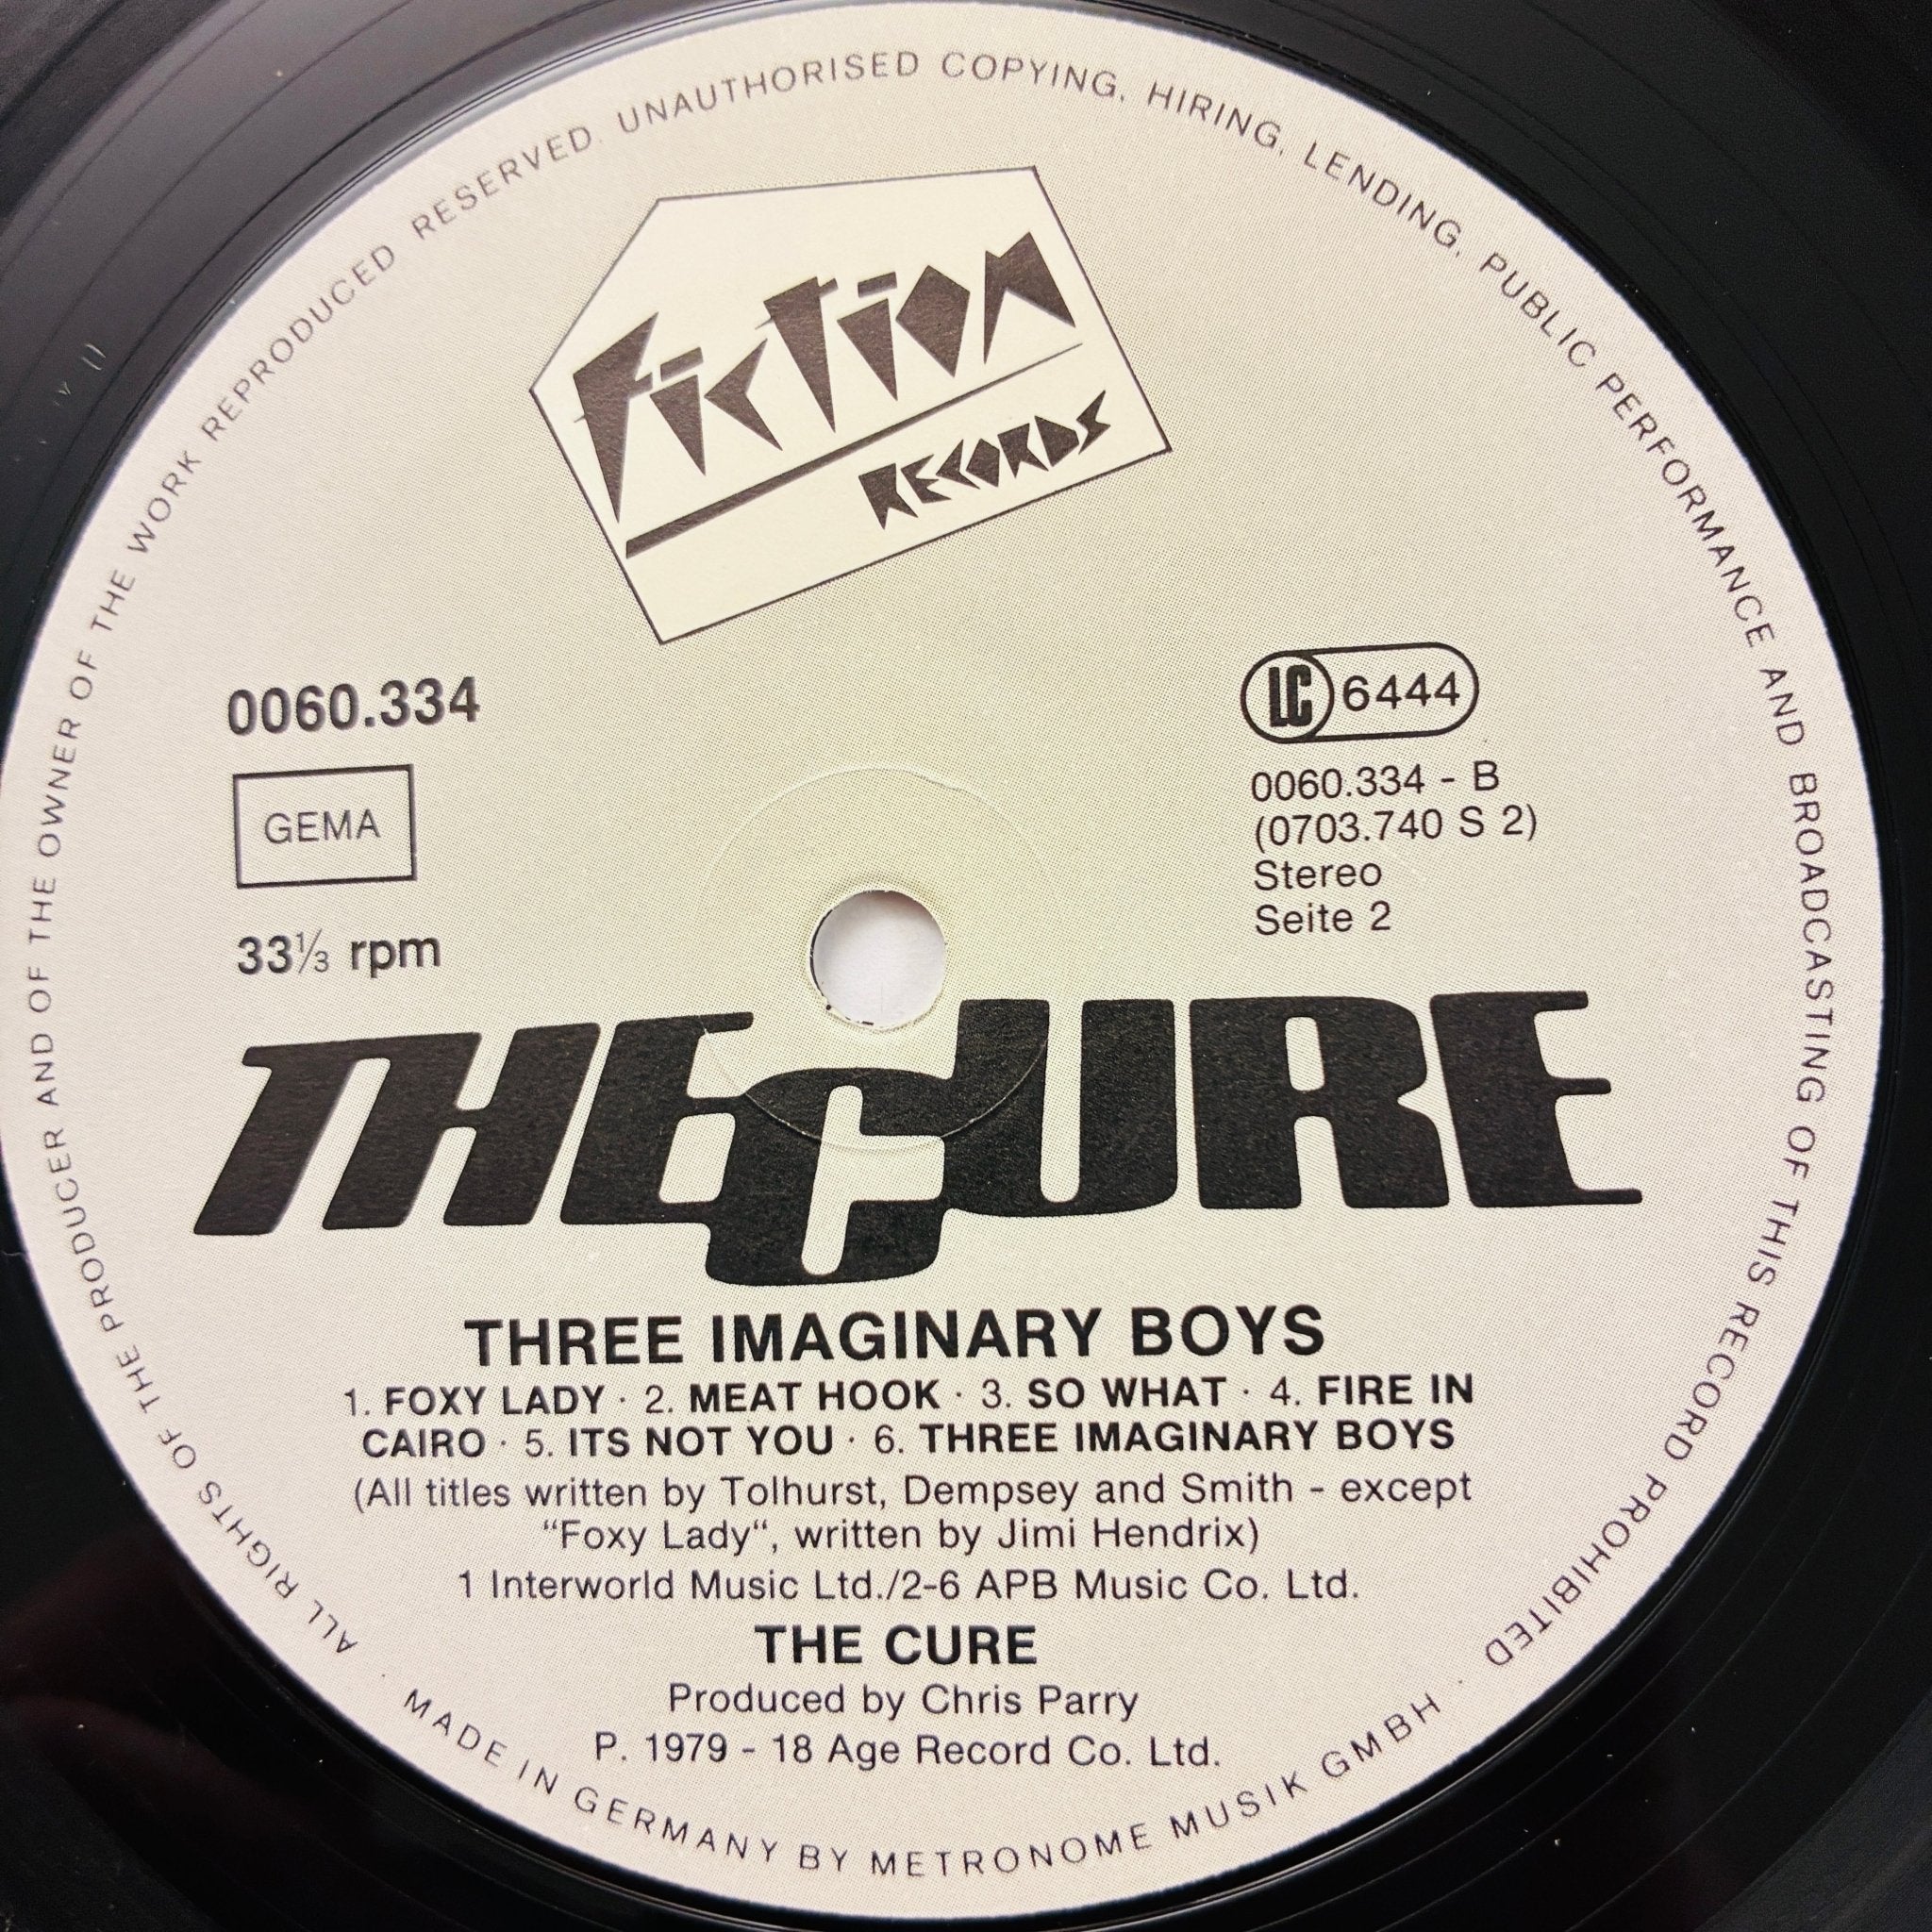 ALL RIGHTS OF THE PRODUCER AND OF THE OWNER OF THE WORK REPRODUCED RESERVED. UNAUTHORISED COPYING, HIRING, LENDING, PUBLIC PERFORMANCE AND BROADCASTING OF THIS RECORD PROHIBITED ·
Fiction
RECORDS
0060.334
GEMA
33⅓ rpm
LC 6444
0060.334 - B
(0703.740 S 2)
Stereo
Seite 2
THE CURE
THREE IMAGINARY BOYS
1. FOXY LADY · 2. MEAT HOOK · 3. SO WHAT · 4. FIRE IN
CAIRO · 5. ITS NOT YOU · 6. THREE IMAGINARY BOYS
(All titles written by Tolhurst, Dempsey and Smith - except
“Foxy Lady“, written by Jimi Hendrix)
1 Interworld Music Ltd./2-6 APB Music Co. Ltd.
THE CURE
Produced by Chris Parry
P. 1979 - 18 Age Record Co. Ltd.
· MADE IN GERMANY BY METRONOME MUSIK GMBH